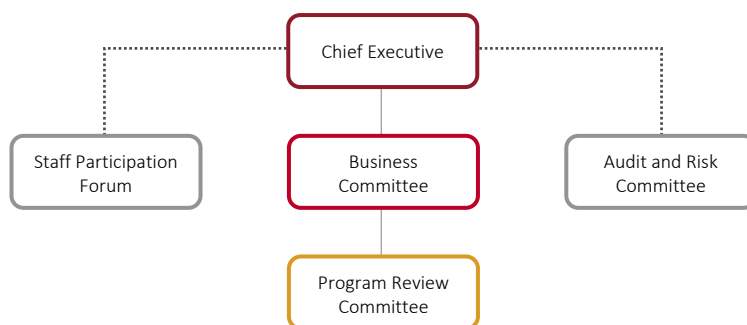 Chief Executive
Staff Participation
Forum
Business
Committee
Audit and Risk
Committee
Program Review
Committee